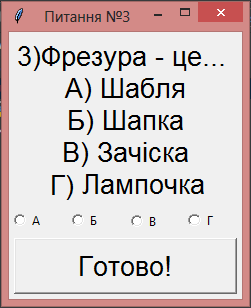 Питання №3
3)Фрезура - це...
А) Шабля
Б) Шапка
В) Зачіска
Г) Лампочка
А Б В Г
Готово!